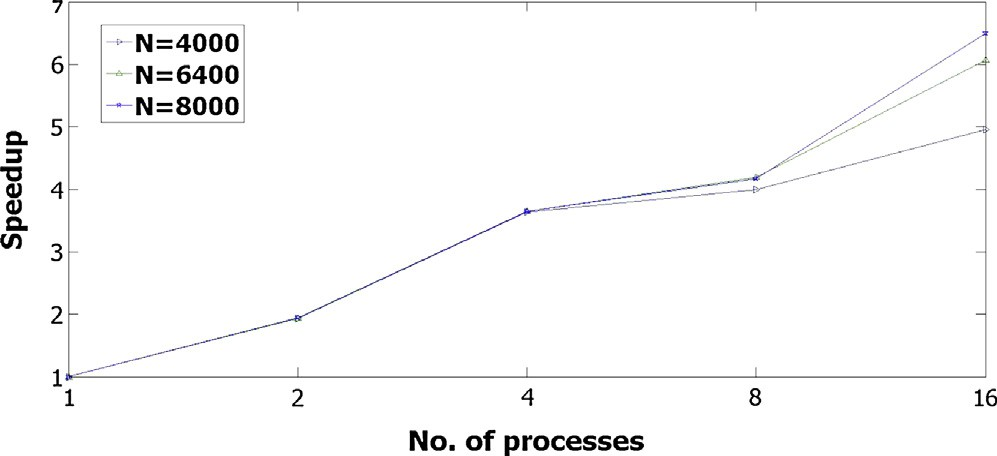 7
6
5
4
3
2
1
Speedup
N=4000
N=6400
N=8000
1 2 4 8 16
No. of processes